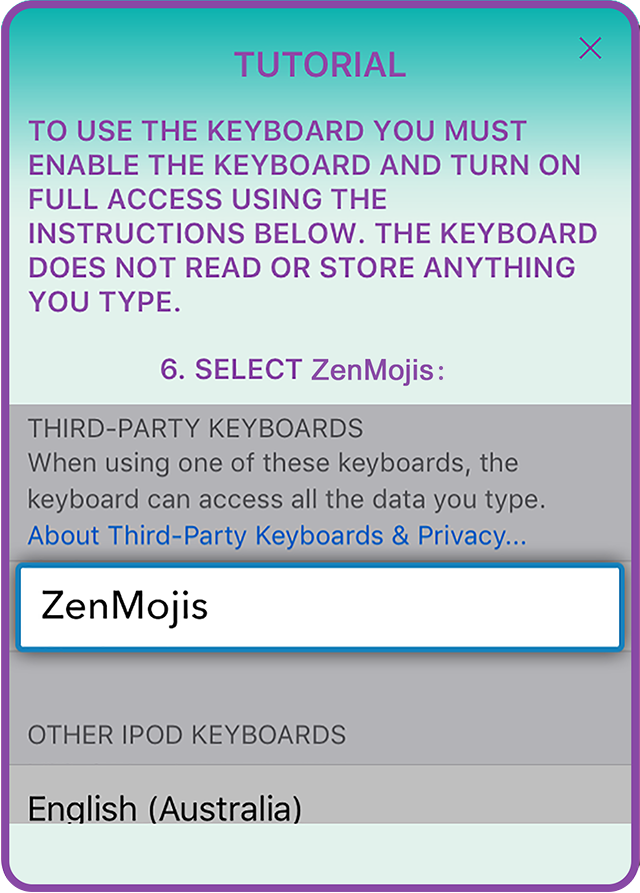 TUTORIAL
TO USE THE KEYBOARD YOU MUST
ENABLE THE KEYBOARD AND TURN ON
FULL ACCESS USING THE
INSTRUCTIONS BELOW. THE KEYBOARD
DOES NOT READ OR STORE ANYTHING
YOU TYPE.
6. SELECT ZenMojis:
THIRD-PARTY KEYBOARDS
When using one of these keyboards, the
keyboard can access all the data you type.
About Third-Party Keyboards & Privacy...
ZenMojis
OTHER IPOD KEYBOARDS
English (Australia)